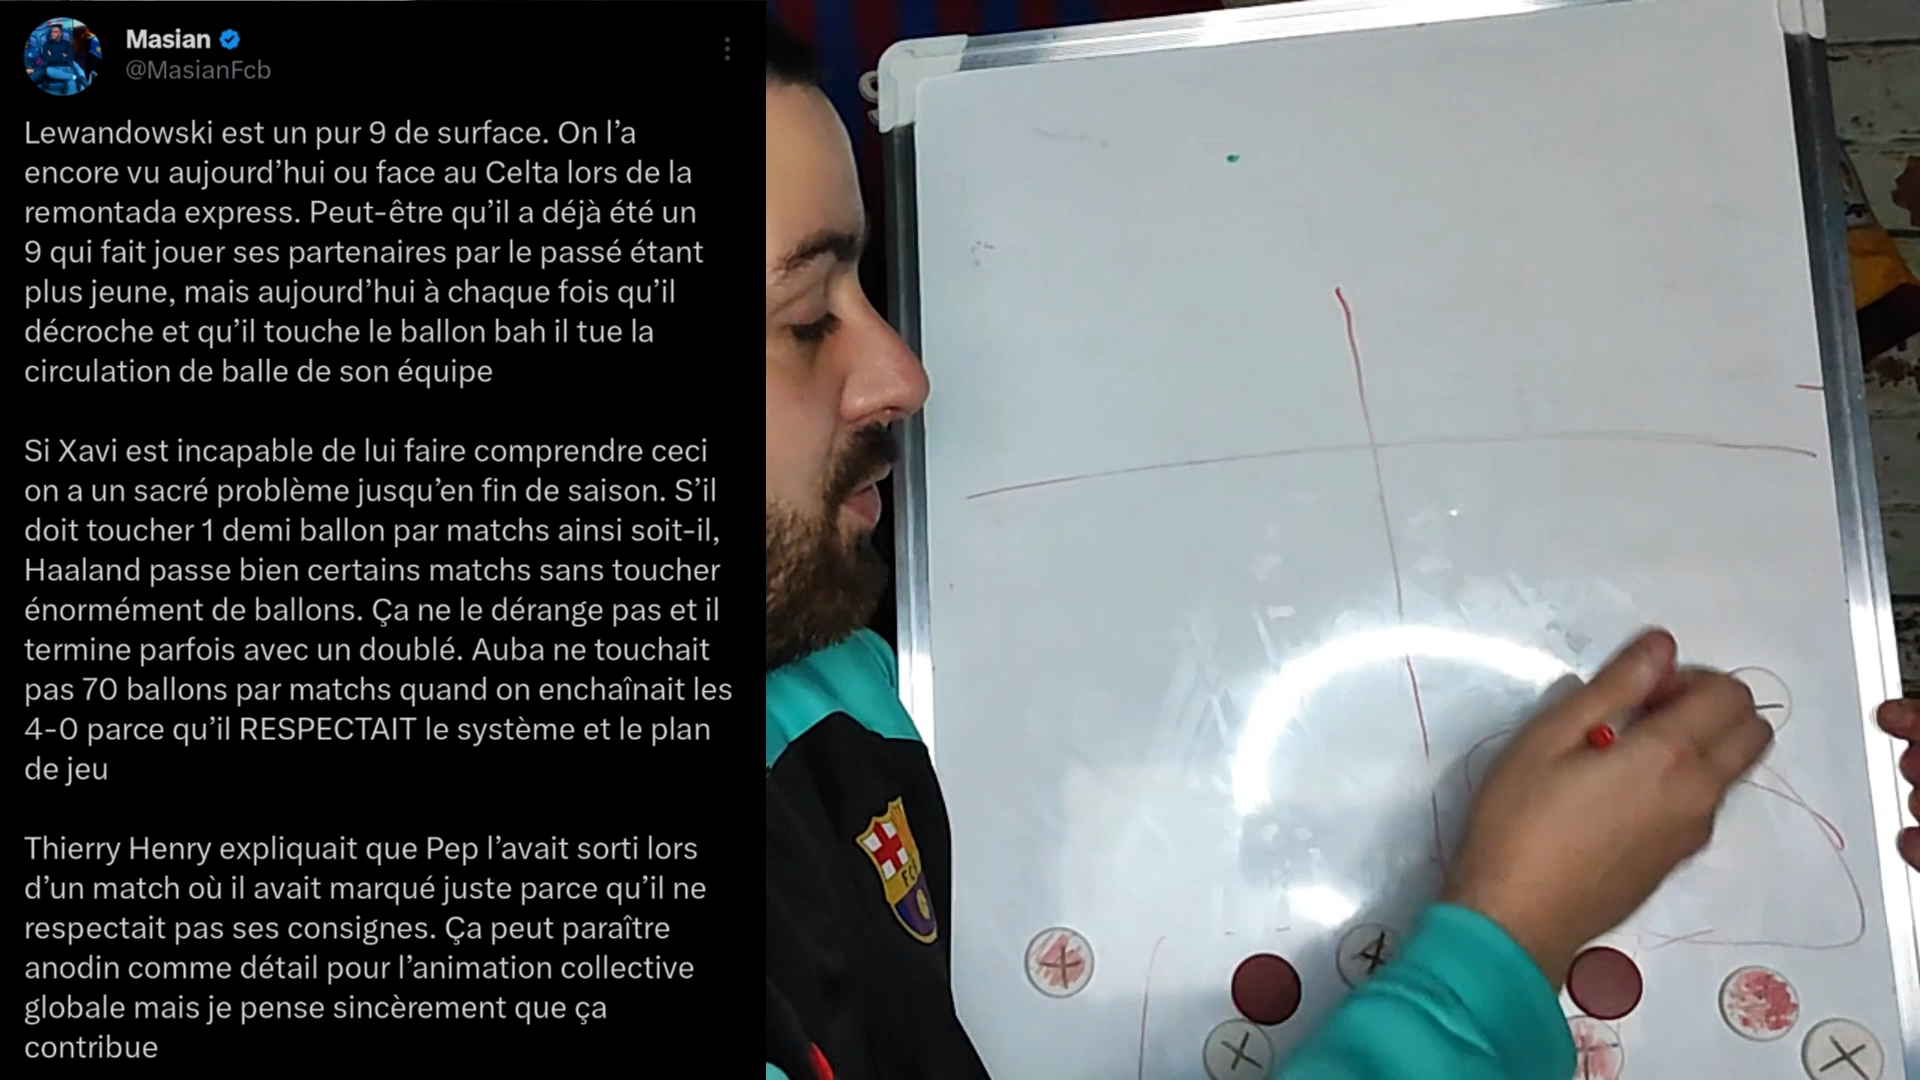 Masian
@MasianFcb
Lewandowski est un pur 9 de surface. On l’a
encore vu aujourd’hui ou face au Celta lors de la
remontada express. Peut-être qu’il a déjà été un
9 qui fait jouer ses partenaires par le passé étant
plus jeune, mais aujourd’hui à chaque fois qu’il
décroche et qu’il touche le ballon bah il tue la
circulation de balle de son équipe
Si Xavi est incapable de lui faire comprendre ceci
on a un sacré problème jusqu’en fin de saison. S’il
doit toucher 1 demi ballon par matchs ainsi soit-il,
Haaland passe bien certains matchs sans toucher
énormément de ballons. Ça ne le dérange pas et il
termine parfois avec un doublé. Auba ne touchait
pas 70 ballons par matchs quand on enchaînait les
4-0 parce qu’il RESPECTAIT le système et le plan
de jeu
Thierry Henry expliquait que Pep l’avait sorti lors
d’un match où il avait marqué juste parce qu’il ne
respectait pas ses consignes. Ça peut paraître
anodin comme détail pour l’animation collective
globale mais je pense sincèrement que ça
contribue